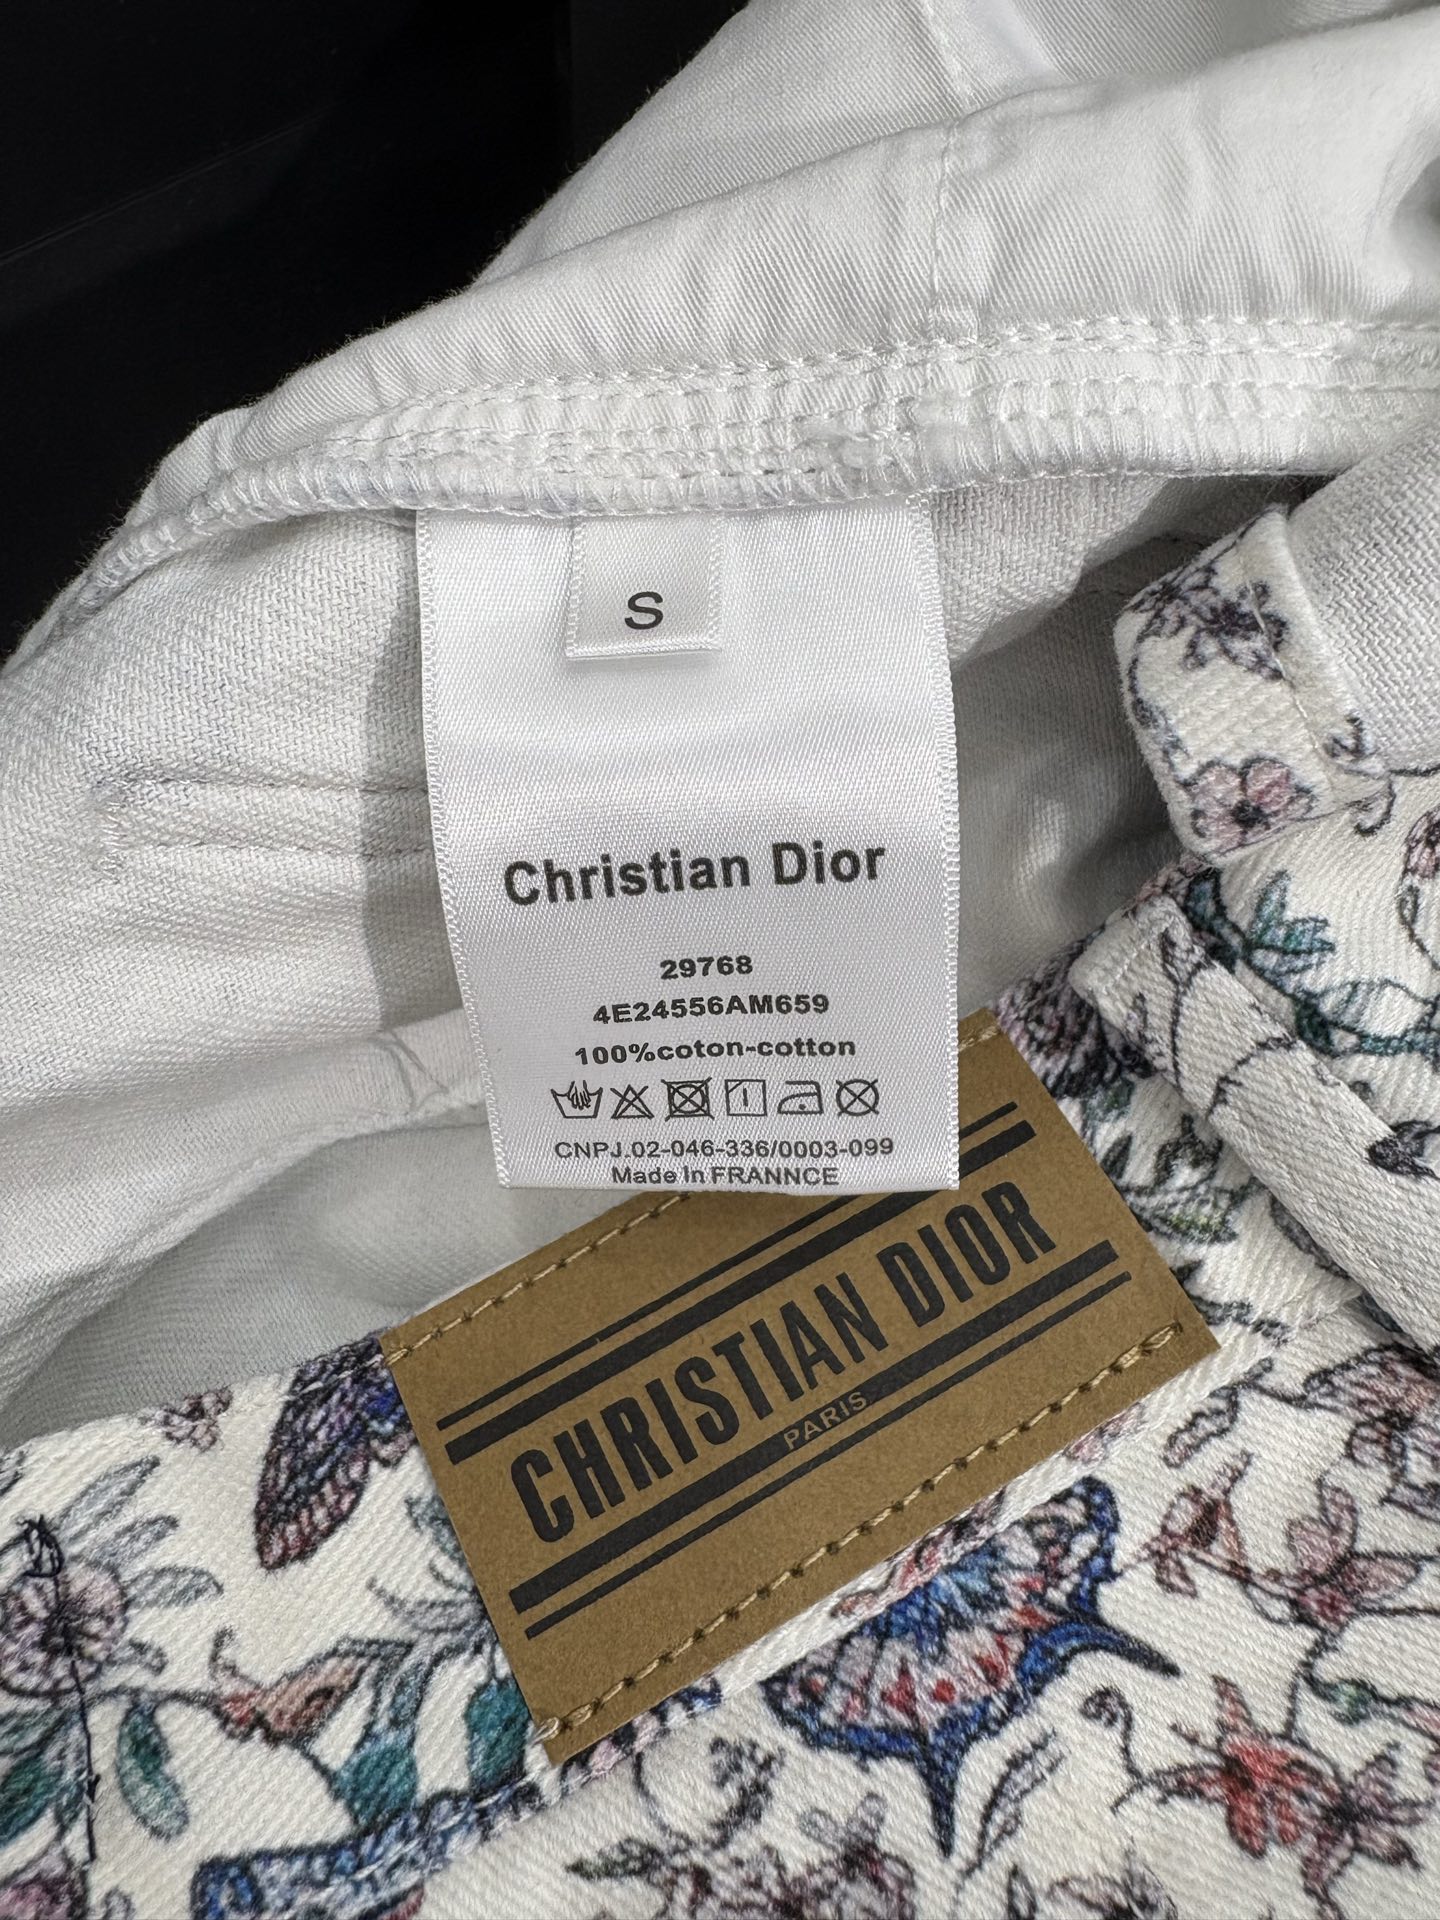 S
Christian Dior
29768
4E24556AM659
100%coton-cotton
CNPJ.02-046-336/0003-099
Made In FRANNCE
CHRISTIAN DIOR
PARIS